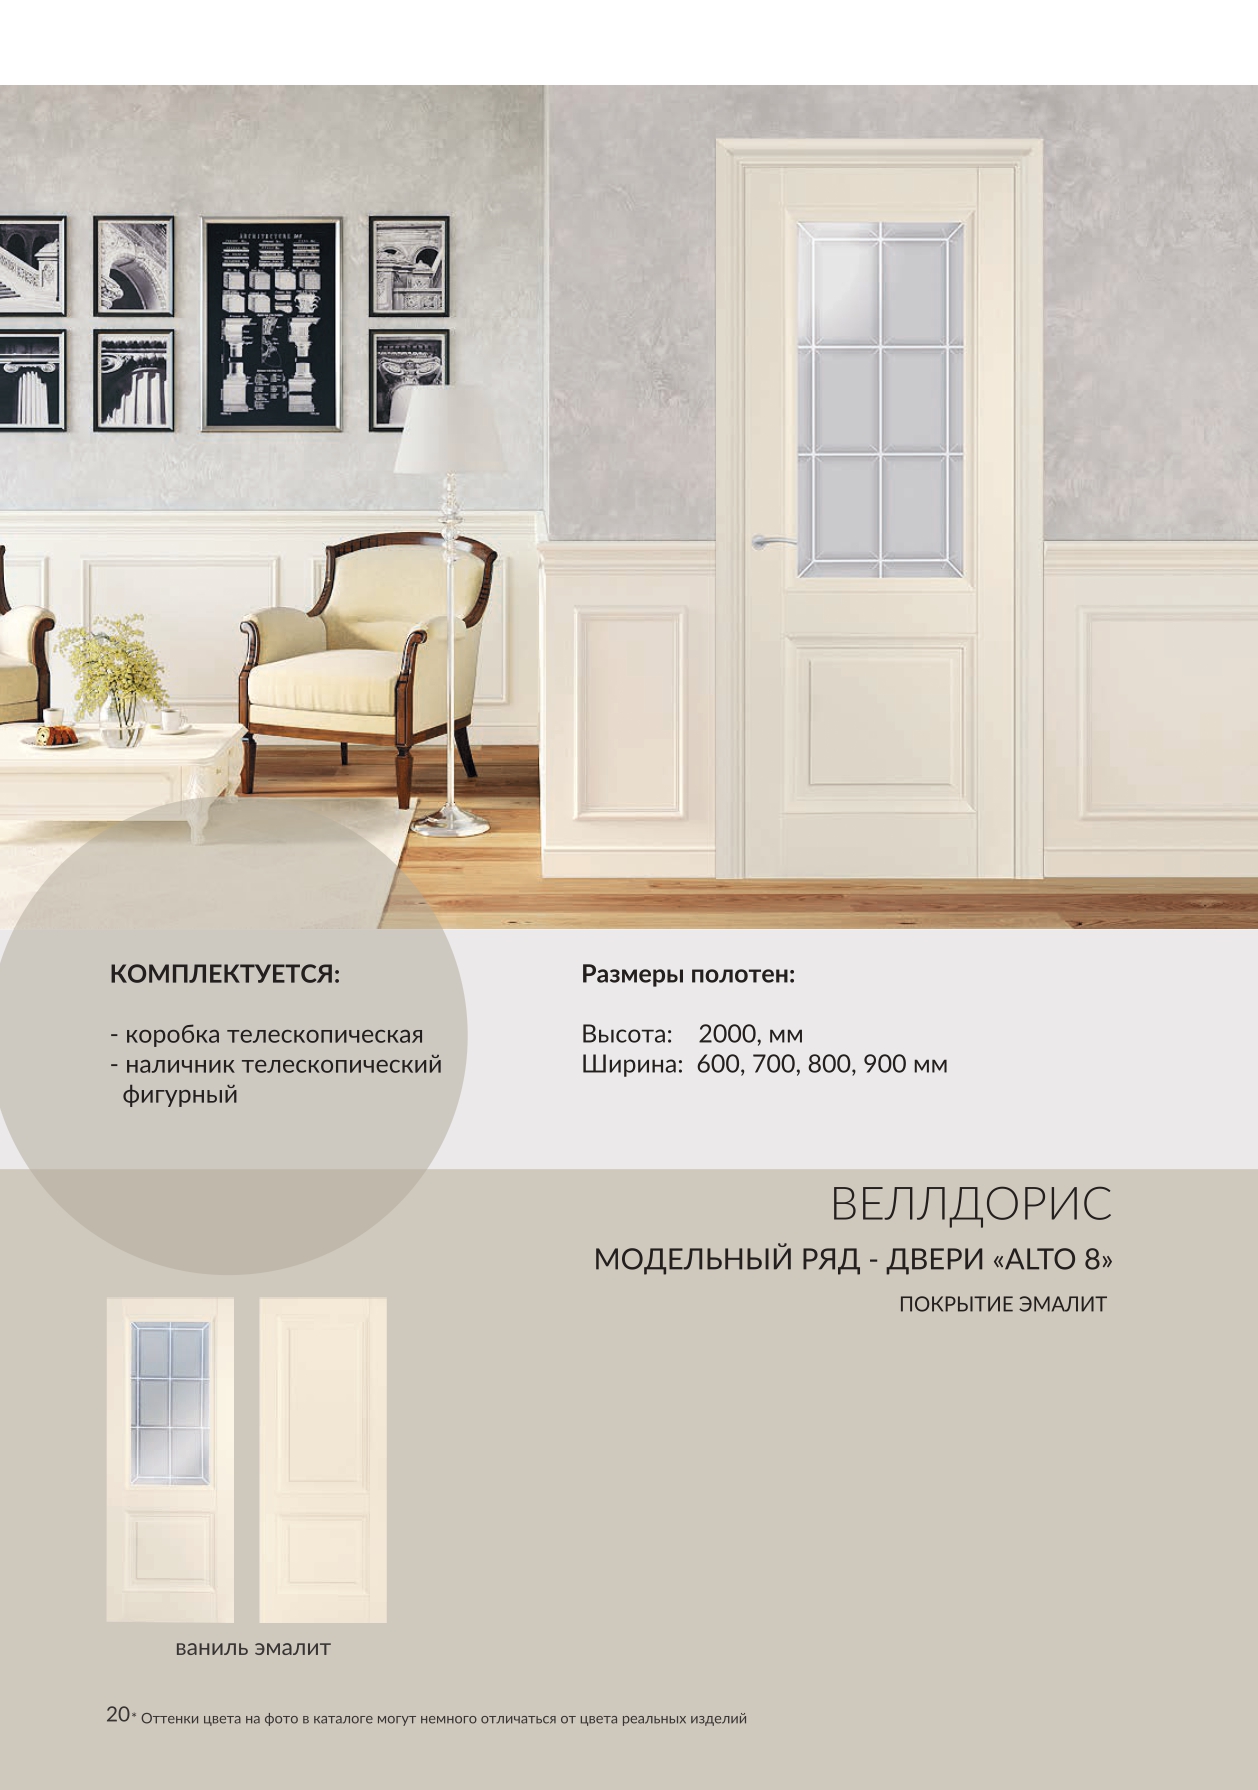 ARCHITECTURE
КОМПЛЕКТУЕТСЯ:
- коробка телескопическая
- наличник телескопический
фигурный
Размеры полотен:
Высота: 2000, мм
Ширина: 600, 700, 800, 900 мм
ВЕЛЛДОРИС
МОДЕЛЬНЫЙ РЯД - ДВЕРИ «ALTO 8»
ПОКРЫТИЕ ЭМАЛИТ
ваниль эмалит
20* Оттенки цвета на фото в каталоге могут немного отличаться от цвета реальных изделий